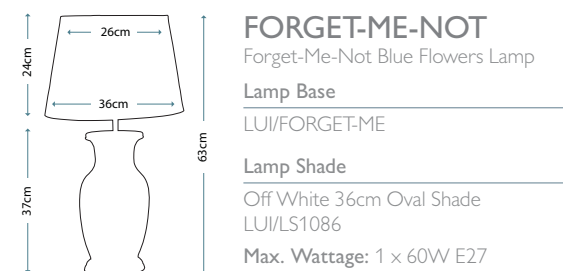 26cm
24cm
36cm
63cm
37cm
FORGET-ME-NOT
Forget-Me-Not Blue Flowers Lamp
Lamp Base
LUI/FORGET-ME
Lamp Shade
Off White 36cm Oval Shade
LUI/LS1086
Max. Wattage: 1 x 60W E27